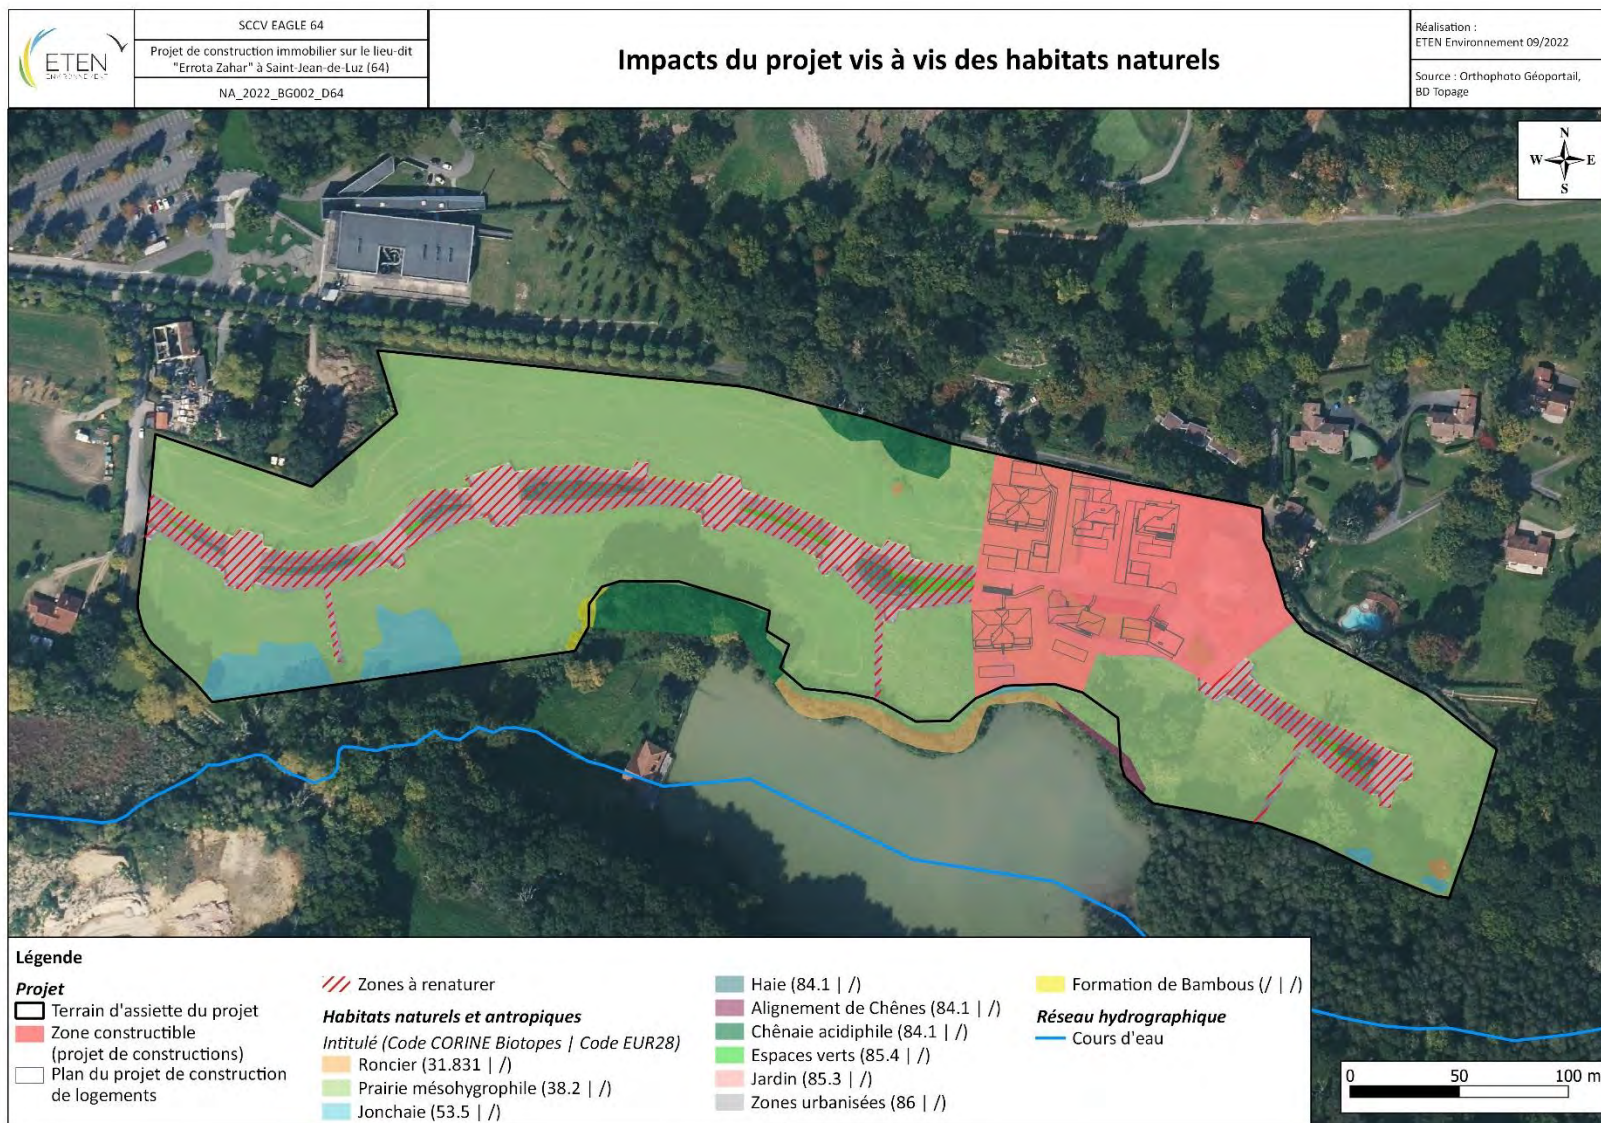 ETEN
ENVIRONNEMENT
SCCV EAGLE 64
Projet de construction immobilier sur le lieu-dit
"Errota Zahar" à Saint-Jean-de-Luz (64)
NA_2022_BG002_D64
Impacts du projet vis à vis des habitats naturels
Réalisation :
ETEN Environnement 09/2022
Source : Orthophoto Géoportail,
BD Topage
N
W E
S
Légende
Projet
Terrain d'assiette du projet
Zone constructible
(projet de constructions)
Plan du projet de construction
de logements
Zones à renaturer
Habitats naturels et antropiques
Intitulé (Code CORINE Biotopes | Code EUR28)
Roncier (31.831 | /)
Prairie mésohygrophile (38.2 | /)
Jonchaie (53.5 | /)
Haie (84.1 | /)
Alignement de Chênes (84.1 | /)
Chênaie acidiphile (84.1 | /)
Espaces verts (85.4 | /)
Jardin (85.3 | /)
Zones urbanisées (86 | /)
Formation de Bambous (/ | /)
Réseau hydrographique
Cours d'eau
0 50 100 m